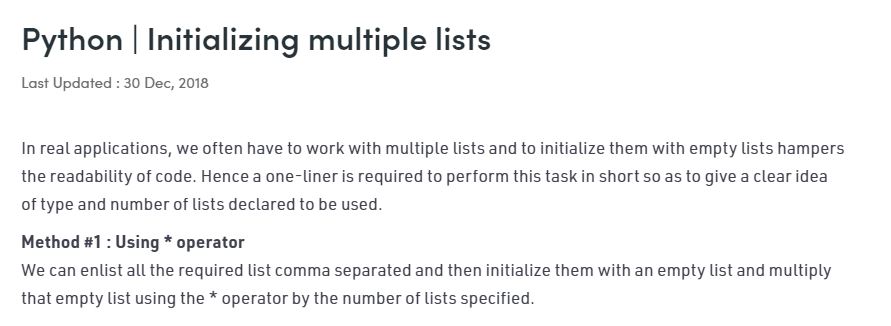 Python | Initializing multiple lists
Last Updated : 30 Dec, 2018
In real applications, we often have to work with multiple lists and to initialize them with empty lists hampers
the readability of code. Hence a one-liner is required to perform this task in short so as to give a clear idea
of type and number of lists declared to be used.
Method #1 : Using * operator
We can enlist all the required list comma separated and then initialize them with an empty list and multiply
that empty list using the * operator by the number of lists specified.